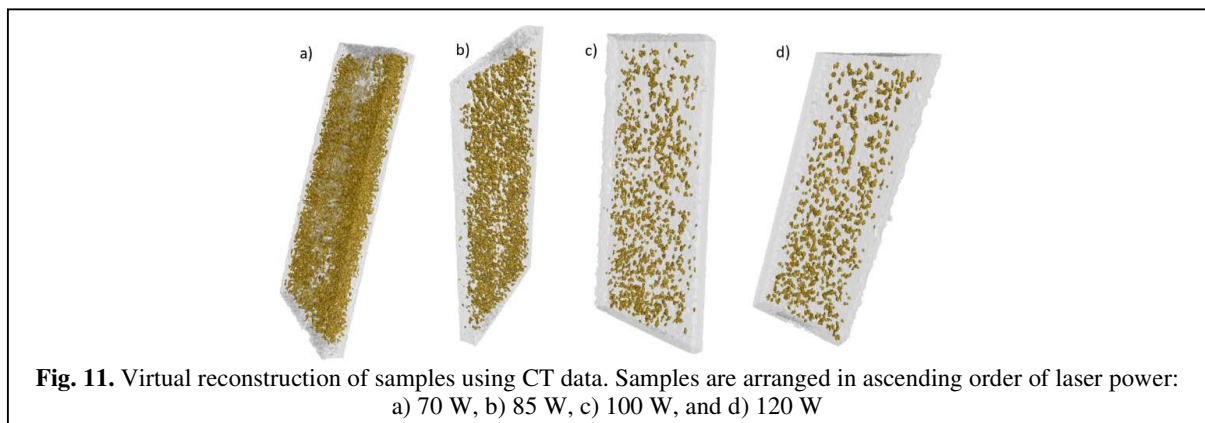 a)
b)
c)
d)
Fig. 11. Virtual reconstruction of samples using CT data. Samples are arranged in ascending order of laser power:
a) 70 W, b) 85 W, c) 100 W, and d) 120 W